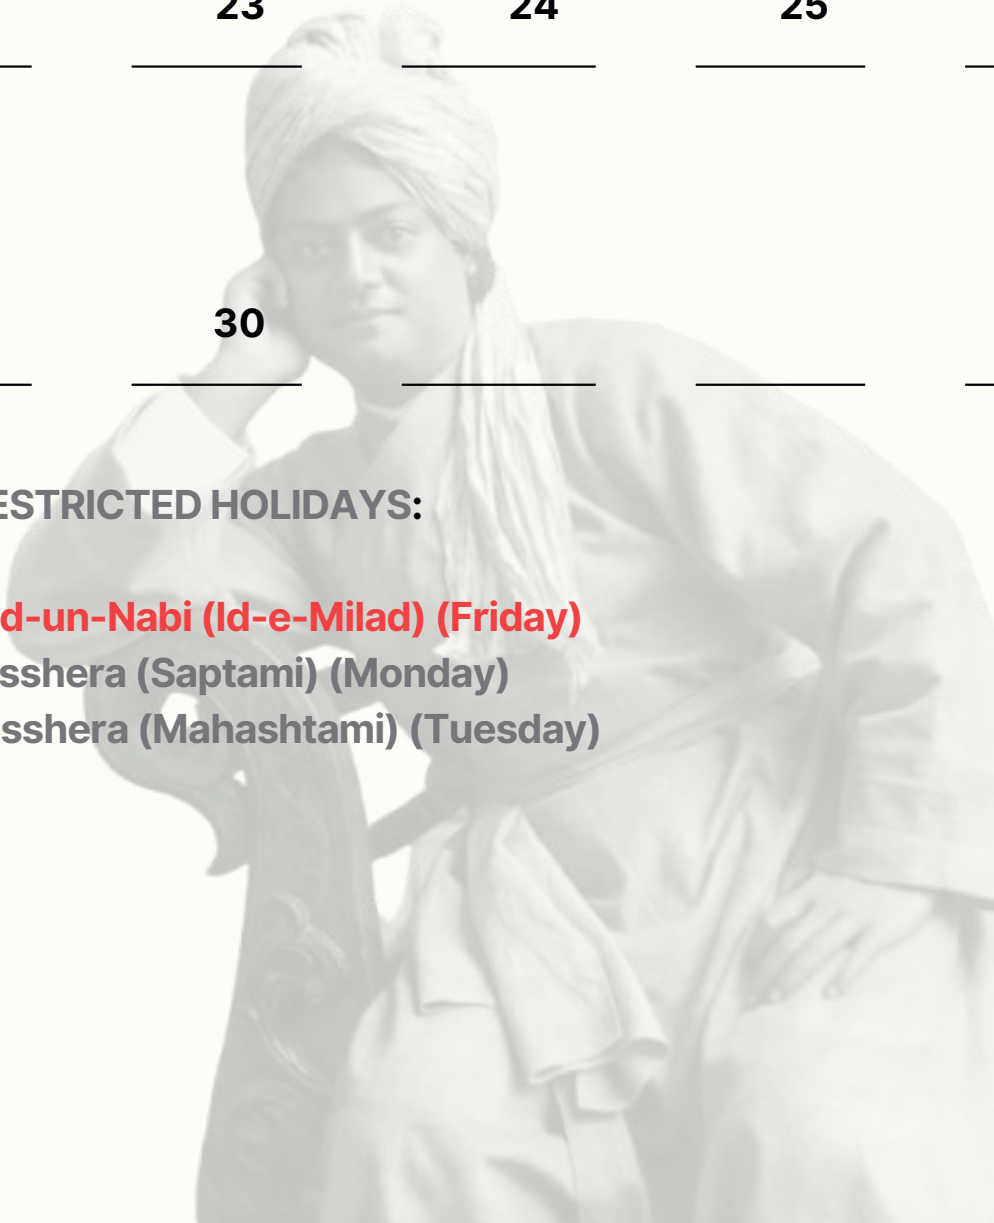 23 24 25
30
ESTRICTED HOLIDAYS:
d-un-Nabi (Id-e-Milad) (Friday)
sshera (Saptami) (Monday)
sshera (Mahashtami) (Tuesday)